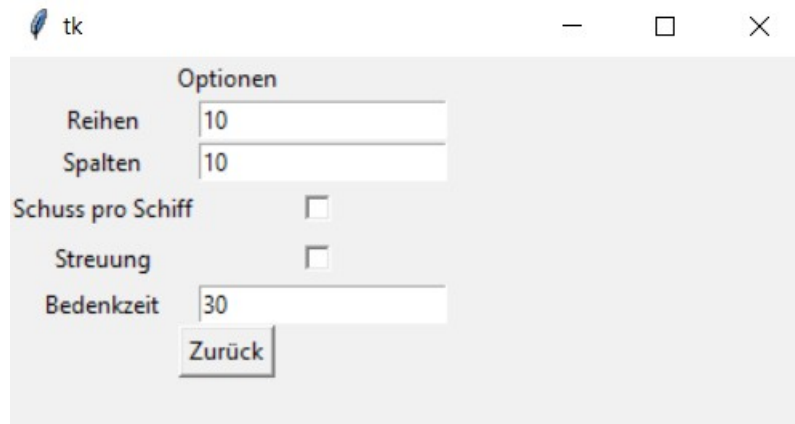 tk
Optionen
Reihen 10
Spalten 10
Schuss pro Schiff
Streuung
Bedenkzeit 30
Zurück